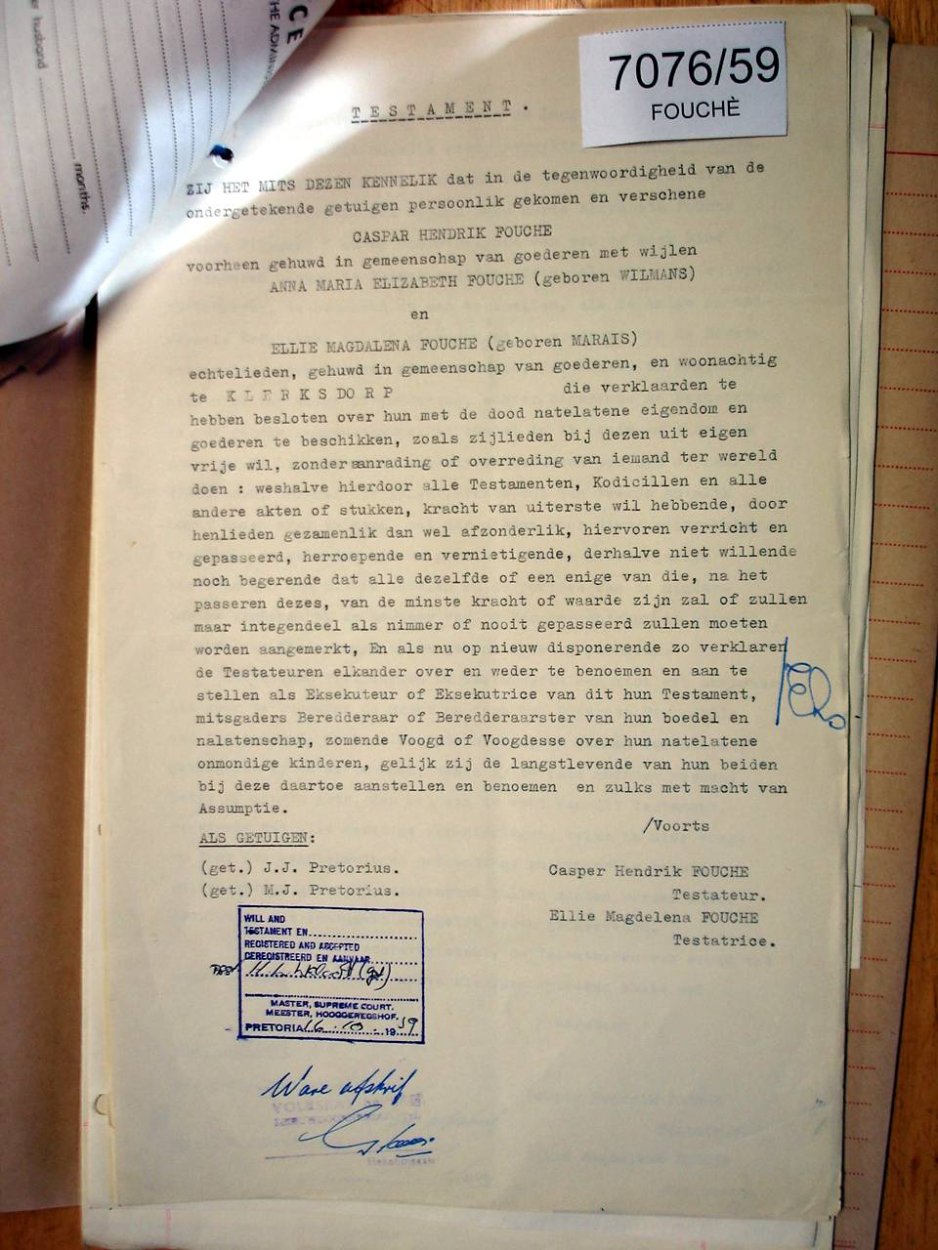 CE
HE ADMIN
er husband
months.
7076/59
FOUCHÈ
TESTAMENT.
ZIJ HET MITS DEZEN KENNELIK dat in de tegenwoordigheid van de
ondergetekende getuigen persoonlik gekomen en verschene
CASPAR HENDRIK FOUCHE
voorheen gehuwd in gemeenschap van goederen met wijlen
ANNA MARIA ELIZABETH FOUCHE (geboren WILMANS)
en
ELLIE MAGDALENA FOUCHE (geboren MARAIS)
echtelieden, gehuwd in gemeenschap van goederen, en woonachtig
te KLERKSDORP die verklaarden te
hebben besloten over hun met de dood natelatene eigendom en
goederen te beschikken, zoals zijlieden bij dezen uit eigen
vrije wil, zonder aanrading of overreding van iemand ter wereld
doen : weshalve hierdoor alle Testamenten, Kodicillen en alle
andere akten of stukken, kracht van uiterste wil hebbende, door
henlieden gezamenlik dan wel afzonderlik, hiervoren verricht en
gepasseerd, herroepende en vernietigende, derhalve niet willende
noch begerende dat alle dezelfde of een enige van die, na het
passeren dezes, van de minste kracht of waarde zijn zal of zullen
maar integendeel als nimmer of nooit gepasseerd zullen moeten
worden aangemerkt, En als nu op nieuw disponerende zo verklaren
de Testateuren elkander over en weder te benoemen en aan te
stellen als Eksekuteur of Eksekutrice van dit hun Testament,
mitsgaders Beredderaar of Beredderaarster van hun boedel en
nalatenschap, zomende Voogd of Voogdesse over hun natelatene
onmondige kinderen, gelijk zij de langstlevende van hun beiden
bij deze daartoe aanstellen en benoemen en zulks met macht van
Assumptie.
/Voorts
ALS GETUIGEN:
(get.) J.J. Pretorius.
(get.) M.J. Pretorius.
Casper Hendrik FOUCHE
Testateur.
Ellie Magdelena FOUCHE
Testatrice.
WILL AND
TESTAMENT EN
REGISTERED AND ACCEPTED
GEREGISTREERD EN AANVAAR
(get)
MASTER, SUPREME COURT.
MEESTER, HOOGGEREGSHOF.
PRETORIA 16.10.1959
Ware afskrif